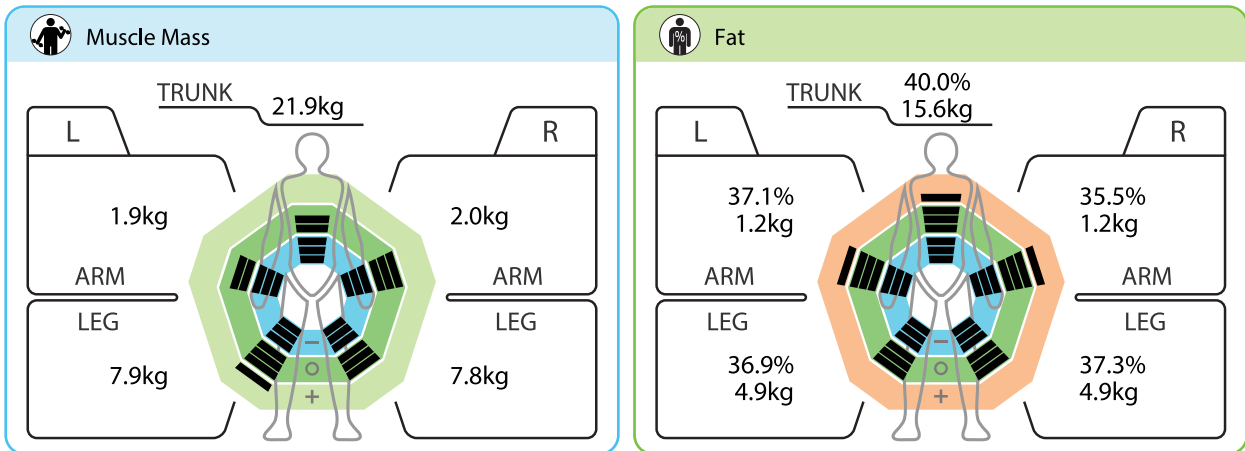 Muscle Mass
TRUNK
21.9kg
L
R
1.9kg
2.0kg
ARM
ARM
LEG
LEG
7.9kg
7.8kg
−
○
+
%
Fat
TRUNK
40.0%
15.6kg
L
R
37.1%
1.2kg
35.5%
1.2kg
ARM
ARM
LEG
LEG
36.9%
4.9kg
37.3%
4.9kg
−
○
+